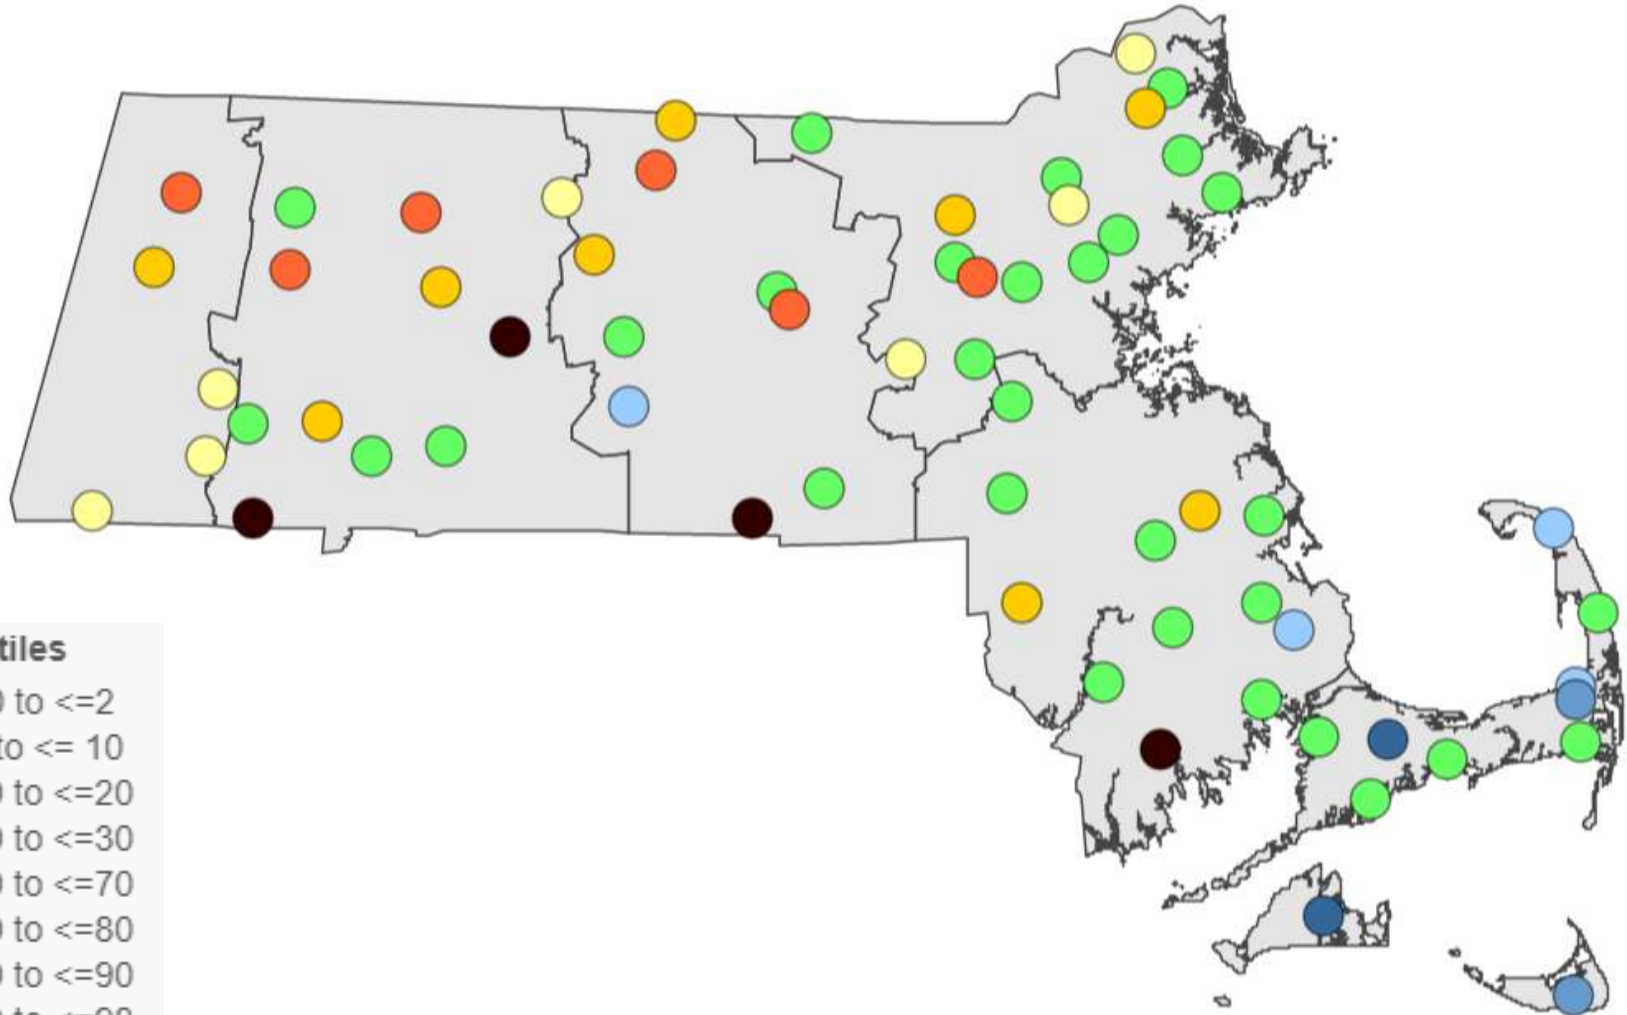 tiles
to <=2
to <= 10
to <=20
to <=30
to <=70
to <=80
to <=90